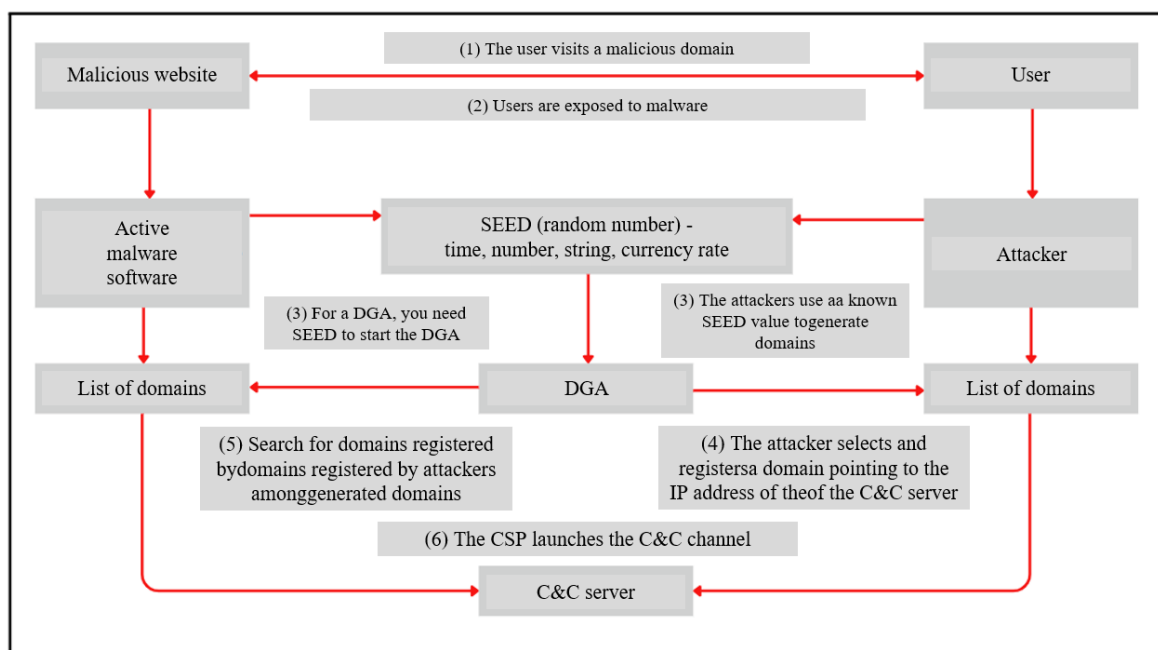 (1) The user visits a malicious domain
Malicious website
User
(2) Users are exposed to malware
Active
malware
software
SEED (random number) -
time, number, string, currency rate
Attacker
(3) For a DGA, you need
SEED to start the DGA
(3) The attackers use aa known
SEED value togenerate
domains
List of domains
DGA
List of domains
(5) Search for domains registered
bydomains registered by attackers
amonggenerated domains
(4) The attacker selects and
registersa domain pointing to the
IP address of theof the C&C server
(6) The CSP launches the C&C channel
C&C server